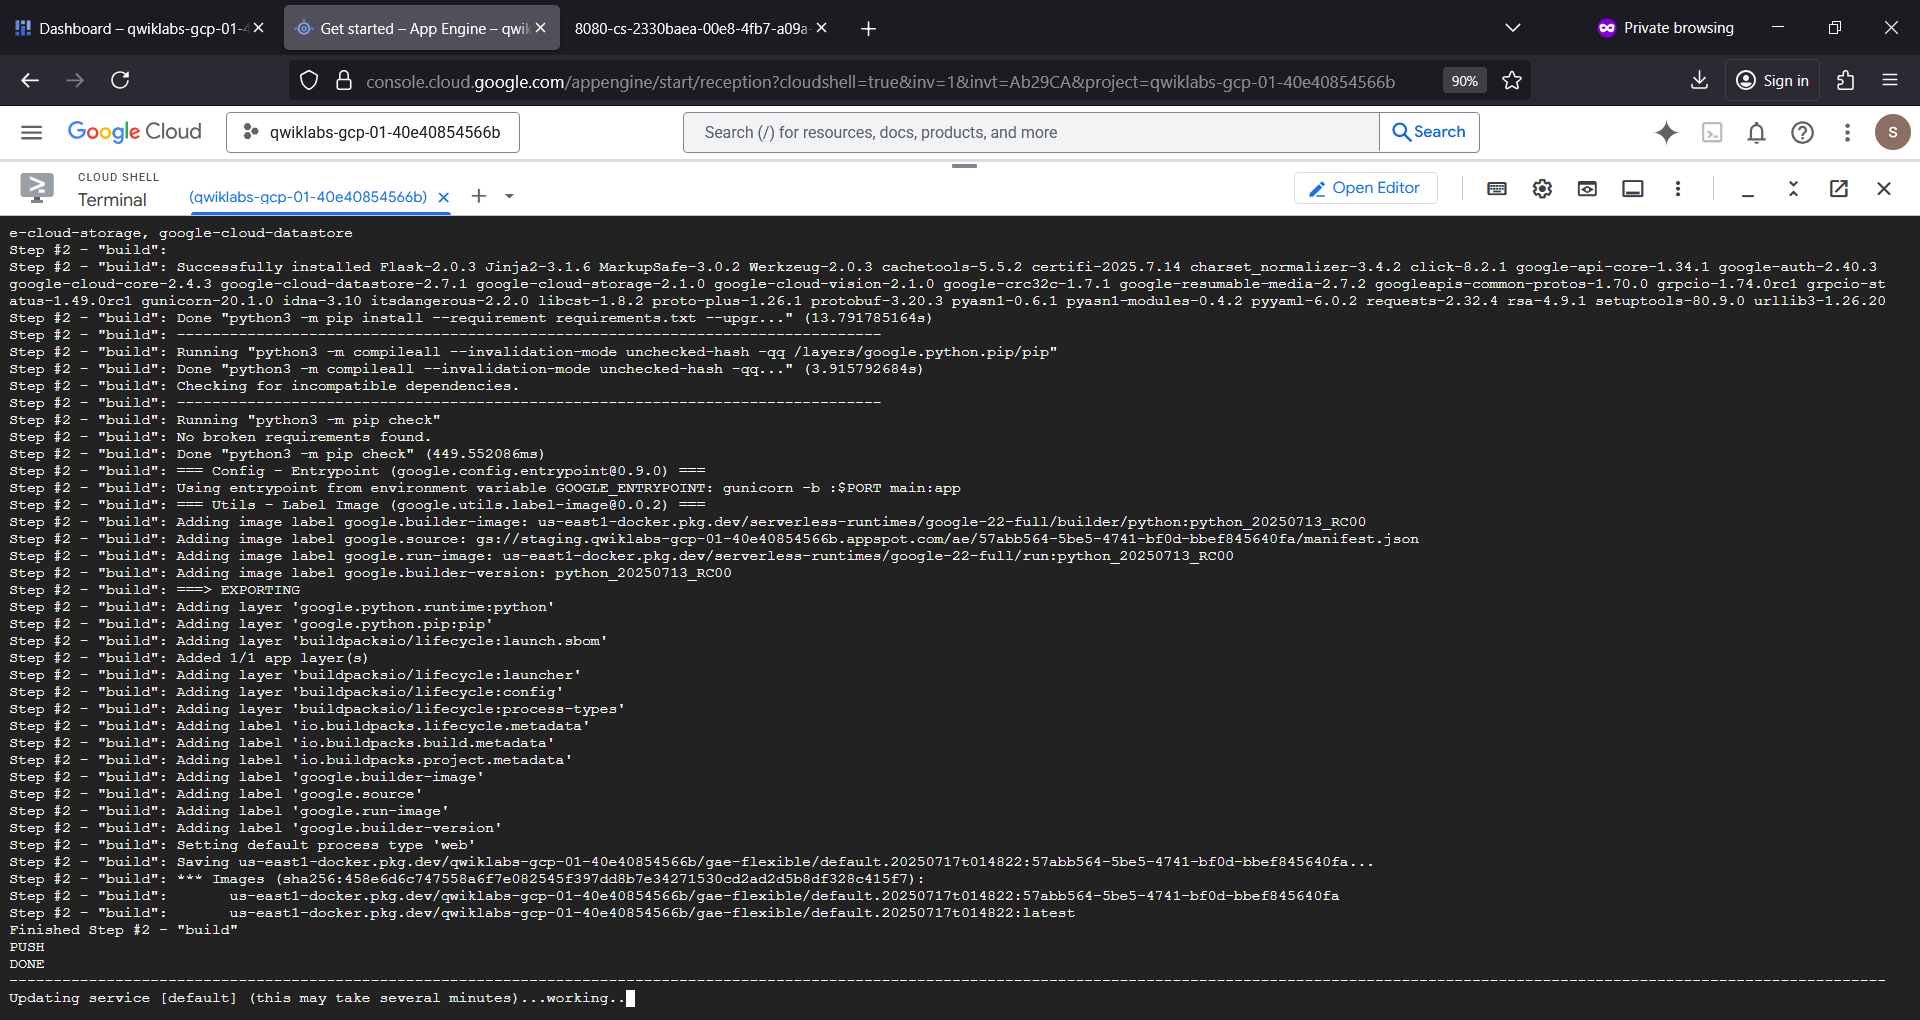 Dashboard – qwiklabs-gcp-01-4
Get started – App Engine – qwik
8080-cs-2330baea-00e8-4fb7-a09a-
Private browsing
console.cloud.google.com/appengine/start/reception?cloudshell=true&inv=1&invt=Ab29CA&project=qwiklabs-gcp-01-40e40854566b
90%
Sign in
Google Cloud
qwiklabs-gcp-01-40e40854566b
Search (/) for resources, docs, products, and more
Search
S
CLOUD SHELL
Terminal
(qwiklabs-gcp-01-40e40854566b)
Open Editor
e-cloud-storage, google-cloud-datastore
Step #2 - "build":
Step #2 - "build": Successfully installed Flask-2.0.3 Jinja2-3.1.6 MarkupSafe-3.0.2 Werkzeug-2.0.3 cachetools-5.5.2 certifi-2025.7.14 charset_normalizer-3.4.2 click-8.2.1 google-api-core-1.34.1 google-auth-2.40.3
google-cloud-core-2.4.3 google-cloud-datastore-2.7.1 google-cloud-storage-2.1.0 google-cloud-vision-2.1.0 google-crc32c-1.7.1 google-resumable-media-2.7.2 googleapis-common-protos-1.70.0 grpcio-1.74.0rc1 grpcio-st
atus-1.49.0rc1 gunicorn-20.1.0 idna-3.10 itsdangerous-2.2.0 libcst-1.8.2 proto-plus-1.26.1 protobuf-3.20.3 pyasn1-0.6.1 pyasn1-modules-0.4.2 pyyaml-6.0.2 requests-2.32.4 rsa-4.9.1 setuptools-80.9.0 urllib3-1.26.20
Step #2 - "build": Done "python3 -m pip install --requirement requirements.txt --upgr..." (13.791785164s)
Step #2 - "build": --------------------------------------------------------------------------------
Step #2 - "build": Running "python3 -m compileall --invalidation-mode unchecked-hash -qq /layers/google.python.pip/pip"
Step #2 - "build": Done "python3 -m compileall --invalidation-mode unchecked-hash -qq..." (3.915792684s)
Step #2 - "build": Checking for incompatible dependencies.
Step #2 - "build": --------------------------------------------------------------------------------
Step #2 - "build": Running "python3 -m pip check"
Step #2 - "build": No broken requirements found.
Step #2 - "build": Done "python3 -m pip check" (449.552086ms)
Step #2 - "build": === Config - Entrypoint (google.config.entrypoint@0.9.0) ===
Step #2 - "build": Using entrypoint from environment variable GOOGLE_ENTRYPOINT: gunicorn -b :$PORT main:app
Step #2 - "build": === Utils - Label Image (google.utils.label-image@0.0.2) ===
Step #2 - "build": Adding image label google.builder-image: us-east1-docker.pkg.dev/serverless-runtimes/google-22-full/builder/python:python_20250713_RC00
Step #2 - "build": Adding image label google.source: gs://staging.qwiklabs-gcp-01-40e40854566b.appspot.com/ae/57abb564-5be5-4741-bf0d-bbef845640fa/manifest.json
Step #2 - "build": Adding image label google.run-image: us-east1-docker.pkg.dev/serverless-runtimes/google-22-full/run:python_20250713_RC00
Step #2 - "build": Adding image label google.builder-version: python_20250713_RC00
Step #2 - "build": ===> EXPORTING
Step #2 - "build": Adding layer 'google.python.runtime:python'
Step #2 - "build": Adding layer 'google.python.pip:pip'
Step #2 - "build": Adding layer 'buildpacksio/lifecycle:launch.sbom'
Step #2 - "build": Added 1/1 app layer(s)
Step #2 - "build": Adding layer 'buildpacksio/lifecycle:launcher'
Step #2 - "build": Adding layer 'buildpacksio/lifecycle:config'
Step #2 - "build": Adding layer 'buildpacksio/lifecycle:process-types'
Step #2 - "build": Adding label 'io.buildpacks.lifecycle.metadata'
Step #2 - "build": Adding label 'io.buildpacks.build.metadata'
Step #2 - "build": Adding label 'io.buildpacks.project.metadata'
Step #2 - "build": Adding label 'google.builder-image'
Step #2 - "build": Adding label 'google.source'
Step #2 - "build": Adding label 'google.run-image'
Step #2 - "build": Adding label 'google.builder-version'
Step #2 - "build": Setting default process type 'web'
Step #2 - "build": Saving us-east1-docker.pkg.dev/qwiklabs-gcp-01-40e40854566b/gae-flexible/default.20250717t014822:57abb564-5be5-4741-bf0d-bbef845640fa...
Step #2 - "build": *** Images (sha256:458e6d6c747558a6f7e082545f397dd8b7e34271530cd2ad2d5b8df328c415f7):
Step #2 - "build":       us-east1-docker.pkg.dev/qwiklabs-gcp-01-40e40854566b/gae-flexible/default.20250717t014822:57abb564-5be5-4741-bf0d-bbef845640fa
Step #2 - "build":       us-east1-docker.pkg.dev/qwiklabs-gcp-01-40e40854566b/gae-flexible/default.20250717t014822:latest
Finished Step #2 - "build"
PUSH
DONE
--------------------------------------------------------------------------------
Updating service [default] (this may take several minutes)...working..